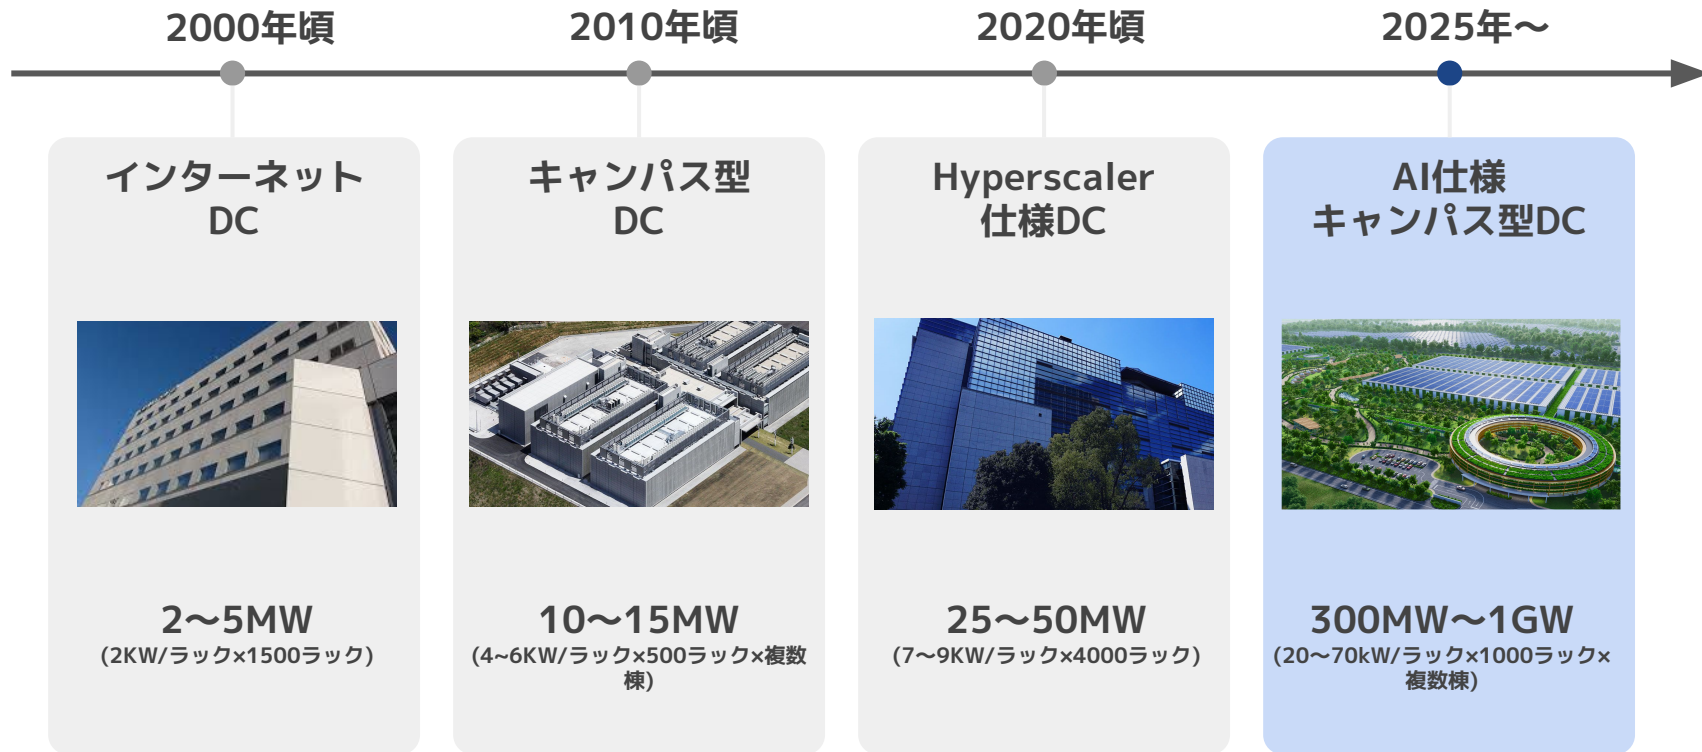 2000年頃
2010年頃
2020年頃
2025年～
インターネット
DC
キャンパス型
DC
Hyperscaler
仕様DC
AI仕様
キャンパス型DC
2～5MW
(2KW/ラック×1500ラック)
10～15MW
(4~6KW/ラック×500ラック×複数
棟)
25～50MW
(7～9KW/ラック×4000ラック)
300MW～1GW
(20～70kW/ラック×1000ラック×
複数棟)